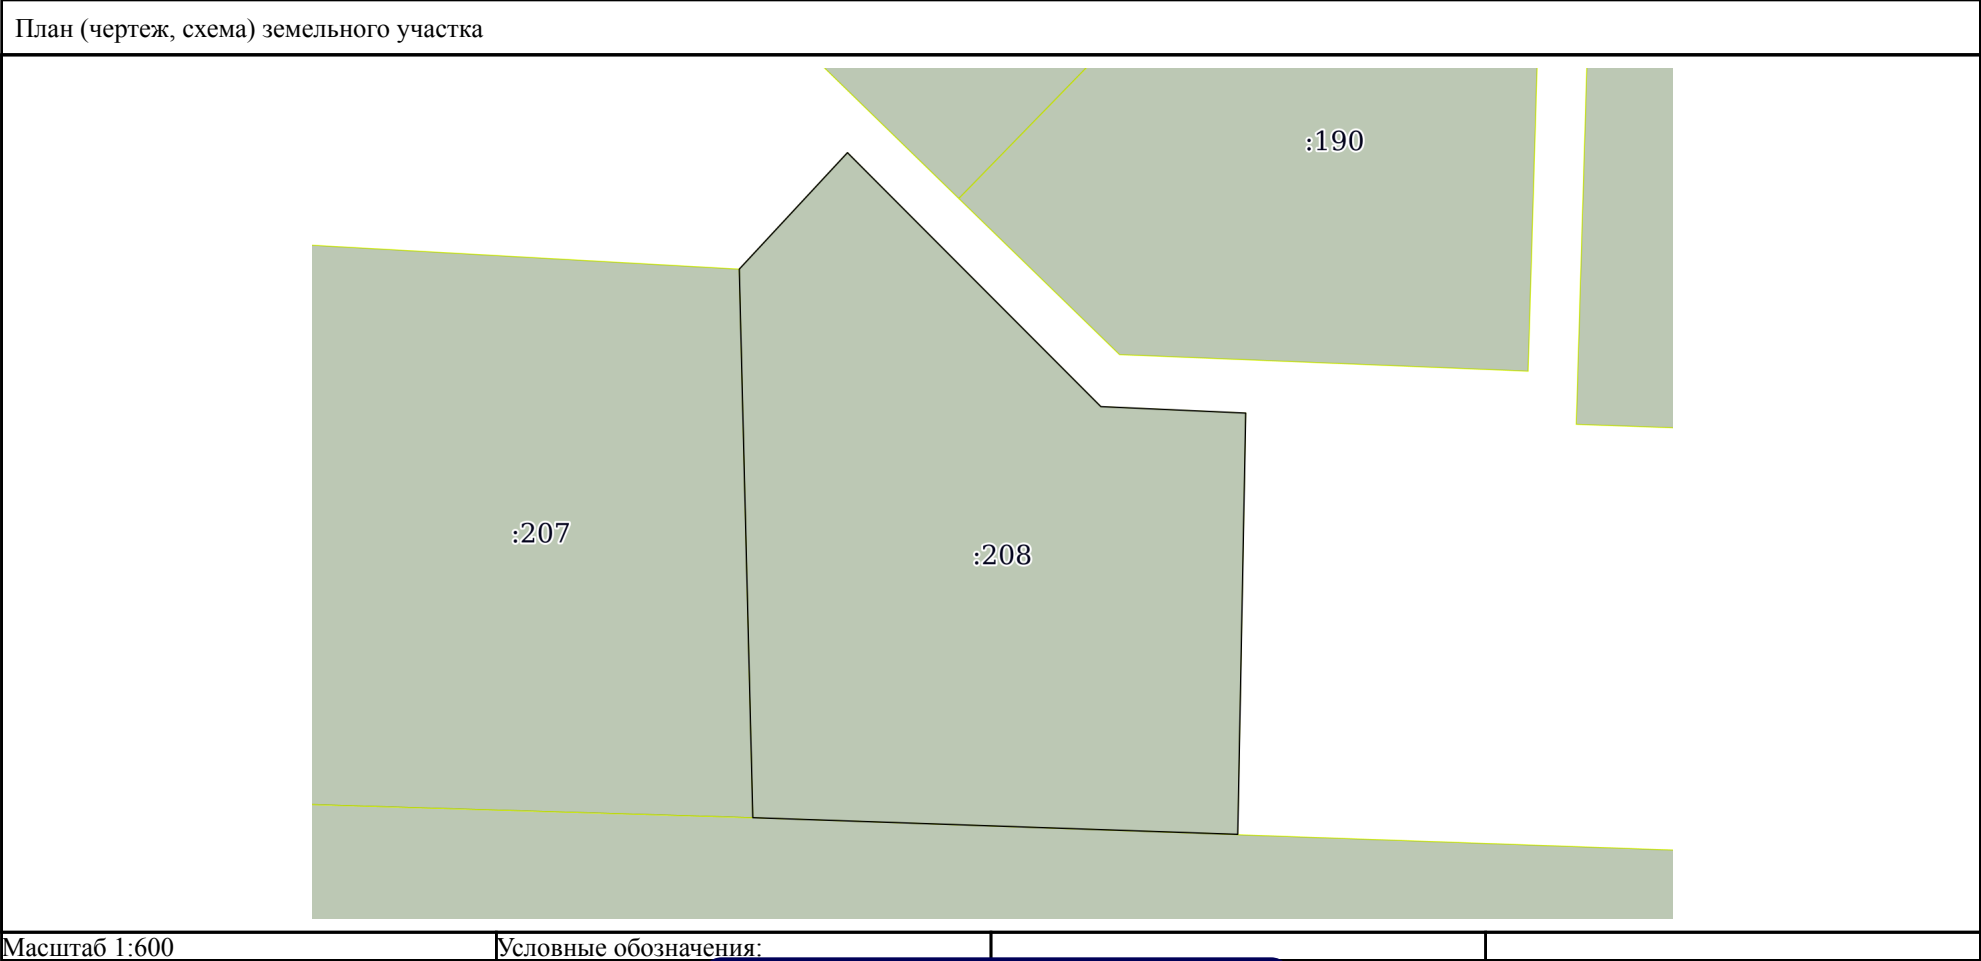 План (чертеж, схема) земельного участка
:190
:207
:208
Масштаб 1:600
Условные обозначения: